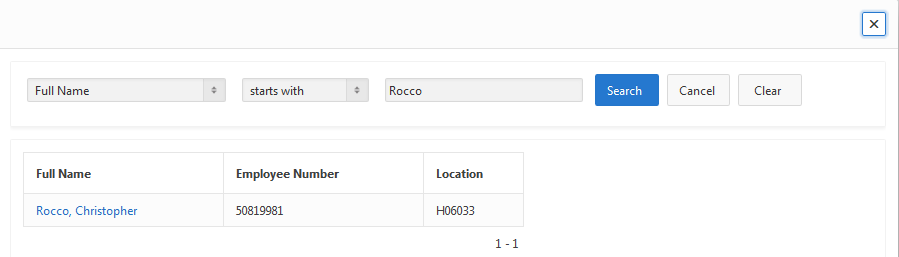 Full Name starts with Rocco Search Cancel Clear
Full Name Employee Number Location
Rocco, Christopher 50819981 H06033
1 - 1